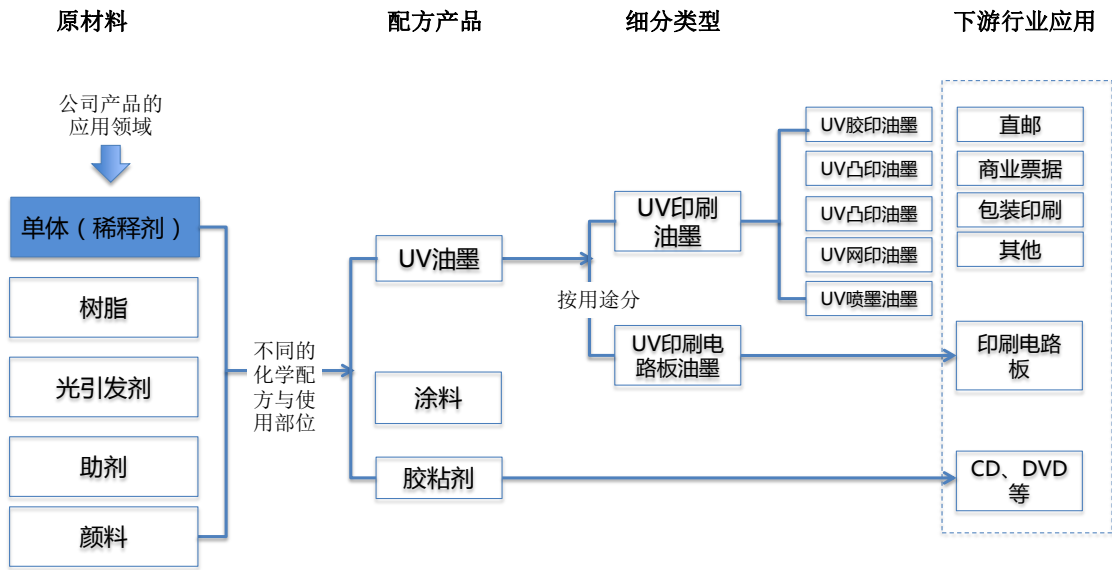 原材料
配方产品
细分类型
下游行业应用
公司产品的
应用领域
单体（稀释剂）
树脂
光引发剂
助剂
颜料
不同的
化学配
方与使
用部位
UV油墨
涂料
胶粘剂
按用途分
UV印刷
油墨
UV印刷电
路板油墨
UV胶印油墨
UV凸印油墨
UV凸印油墨
UV网印油墨
UV喷墨油墨
直邮
商业票据
包装印刷
其他
印刷电路
板
CD、DVD
等